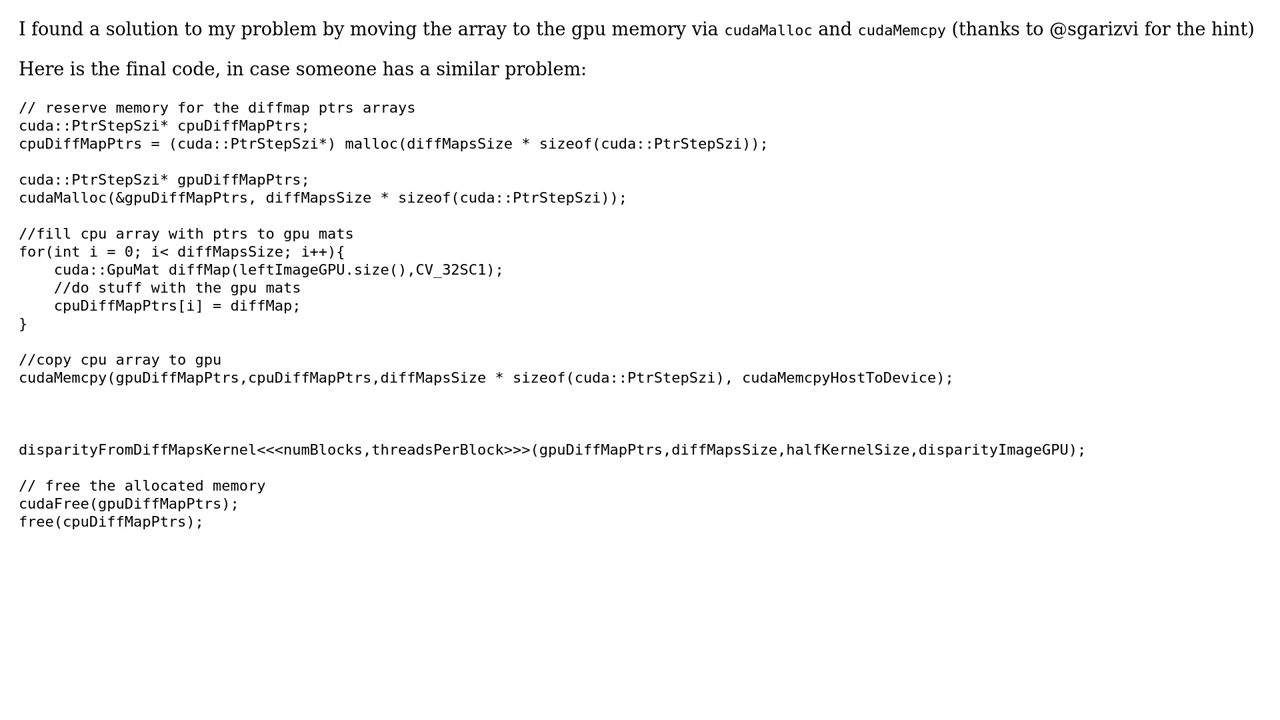 I found a solution to my problem by moving the array to the gpu memory via cudaMalloc and cudaMemcpy (thanks to @sgarizvi for the hint)
Here is the final code, in case someone has a similar problem:
// reserve memory for the diffmap ptrs arrays
cuda::PtrStepSzi* cpuDiffMapPtrs;
cpuDiffMapPtrs = (cuda::PtrStepSzi*) malloc(diffMapsSize * sizeof(cuda::PtrStepSzi));
cuda::PtrStepSzi* gpuDiffMapPtrs;
cudaMalloc(&gpuDiffMapPtrs, diffMapsSize * sizeof(cuda::PtrStepSzi));
//fill cpu array with ptrs to gpu mats
for(int i = 0; i< diffMapsSize; i++){
    cuda::GpuMat diffMap(leftImageGPU.size(),CV_32SC1);
    //do stuff with the gpu mats
    cpuDiffMapPtrs[i] = diffMap;
}
//copy cpu array to gpu
cudaMemcpy(gpuDiffMapPtrs,cpuDiffMapPtrs,diffMapsSize * sizeof(cuda::PtrStepSzi), cudaMemcpyHostToDevice);
disparityFromDiffMapsKernel<<<numBlocks,threadsPerBlock>>>(gpuDiffMapPtrs,diffMapsSize,halfKernelSize,disparityImageGPU);
// free the allocated memory
cudaFree(gpuDiffMapPtrs);
free(cpuDiffMapPtrs);